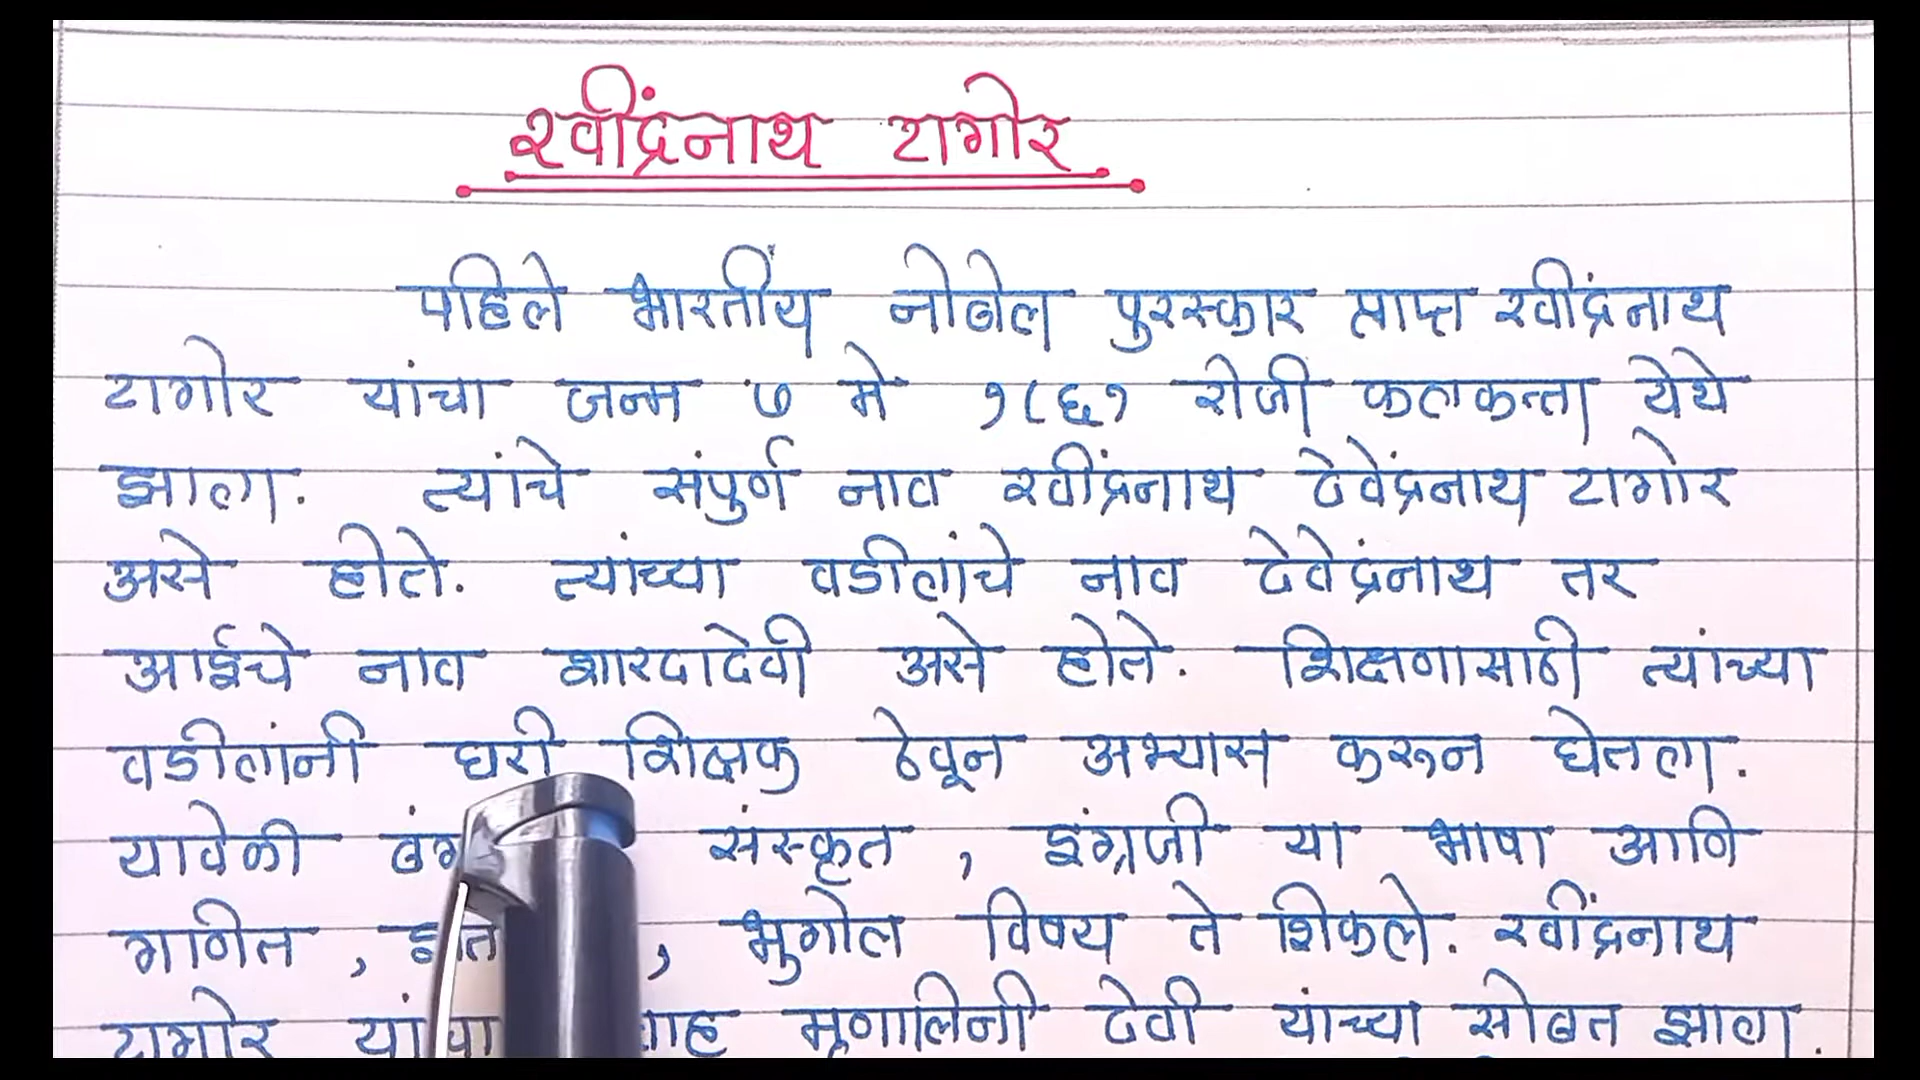 रवींद्रनाथ टागोर
पहिले भारतीय नोबेल पुरस्कार प्राप्त रवींद्रनाथ
टागोर यांचा जन्म ७ मे १८६१ रोजी कलकत्ता येथे
झाला. त्यांचे संपुर्ण नाव रवींद्रनाथ देवेंद्रनाथ टागोर
असे होते. त्यांच्या वडीलांचे नाव देवेंद्रनाथ तर
आईचे नाव शारदादेवी असे होते. शिक्षणासाठी त्यांच्या
वडीलांनी घरी शिक्षक ठेवून अभ्यास करून घेतला.
यावेळी संस्कृत , इंग्रजी या भाषा आणि
गणित , , भुगोल विषय ते शिकले. रवींद्रनाथ
टागोर मृणालिनी देवी यांच्या सोबत झाला.